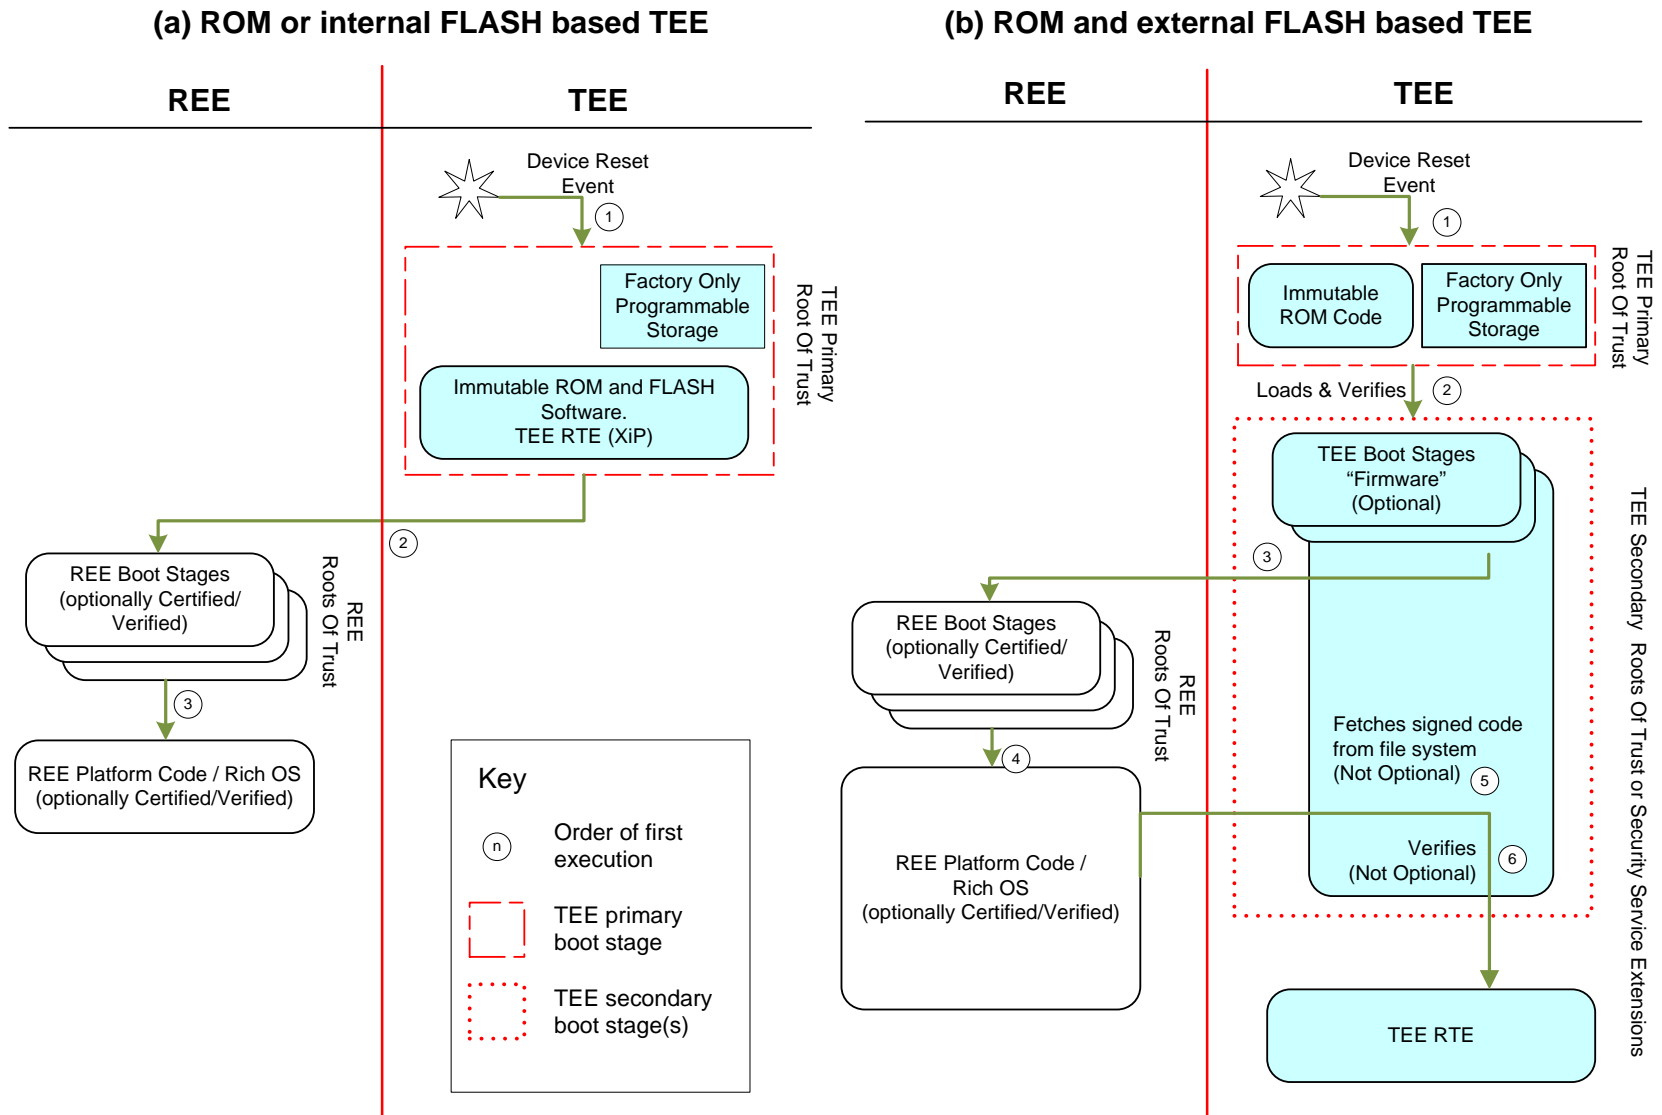 (a) ROM or internal FLASH based TEE
REE
TEE
Device Reset
Event
1
Factory Only
Programmable
Storage
TEE Primary
Root Of Trust
Immutable ROM and FLASH
Software.
TEE RTE (XiP)
2
REE Boot Stages
(optionally Certified/
Verified)
REE
Roots Of Trust
3
REE Platform Code / Rich OS
(optionally Certified/Verified)
Key
n
Order of first
execution
TEE primary
boot stage
TEE secondary
boot stage(s)
(b) ROM and external FLASH based TEE
REE
TEE
Device Reset
Event
1
Immutable
ROM Code
Factory Only
Programmable
Storage
TEE Primary
Root Of Trust
Loads & Verifies
2
TEE Boot Stages
“Firmware”
(Optional)
3
REE Boot Stages
(optionally Certified/
Verified)
REE
Roots Of Trust
4
Fetches signed code
from file system
(Not Optional)
5
REE Platform Code /
Rich OS
(optionally Certified/Verified)
Verifies
(Not Optional)
6
TEE Secondary Roots Of Trust or Security Service Extensions
TEE RTE